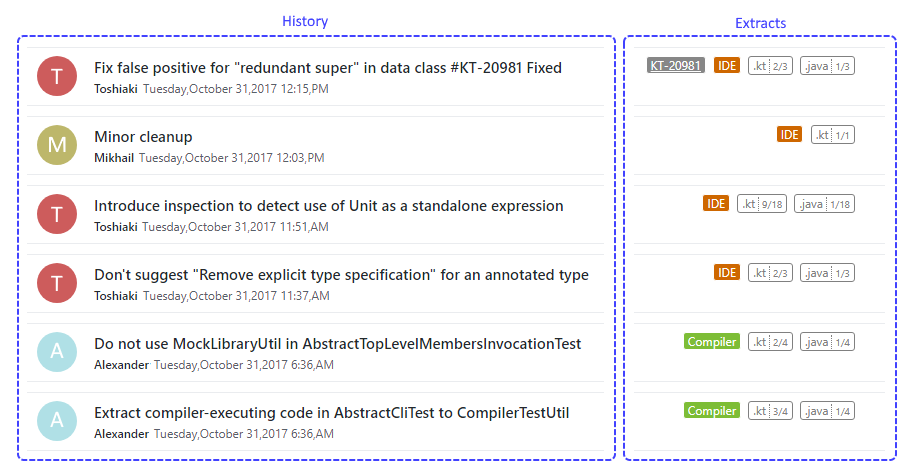 History
Extracts
T
Fix false positive for "redundant super" in data class #KT-20981 Fixed
Toshiaki Tuesday,October 31,2017 12:15,PM
KT-20981 IDE .kt 2/3 .java 1/3
M
Minor cleanup
Mikhail Tuesday,October 31,2017 12:03,PM
IDE .kt 1/1
T
Introduce inspection to detect use of Unit as a standalone expression
Toshiaki Tuesday,October 31,2017 11:51,AM
IDE .kt 9/18 .java 1/18
T
Don't suggest "Remove explicit type specification" for an annotated type
Toshiaki Tuesday,October 31,2017 11:37,AM
IDE .kt 2/3 .java 1/3
A
Do not use MockLibraryUtil in AbstractTopLevelMembersInvocationTest
Alexander Tuesday,October 31,2017 6:36,AM
Compiler .kt 2/4 .java 1/4
A
Extract compiler-executing code in AbstractCliTest to CompilerTestUtil
Alexander Tuesday,October 31,2017 6:36,AM
Compiler .kt 3/4 .java 1/4